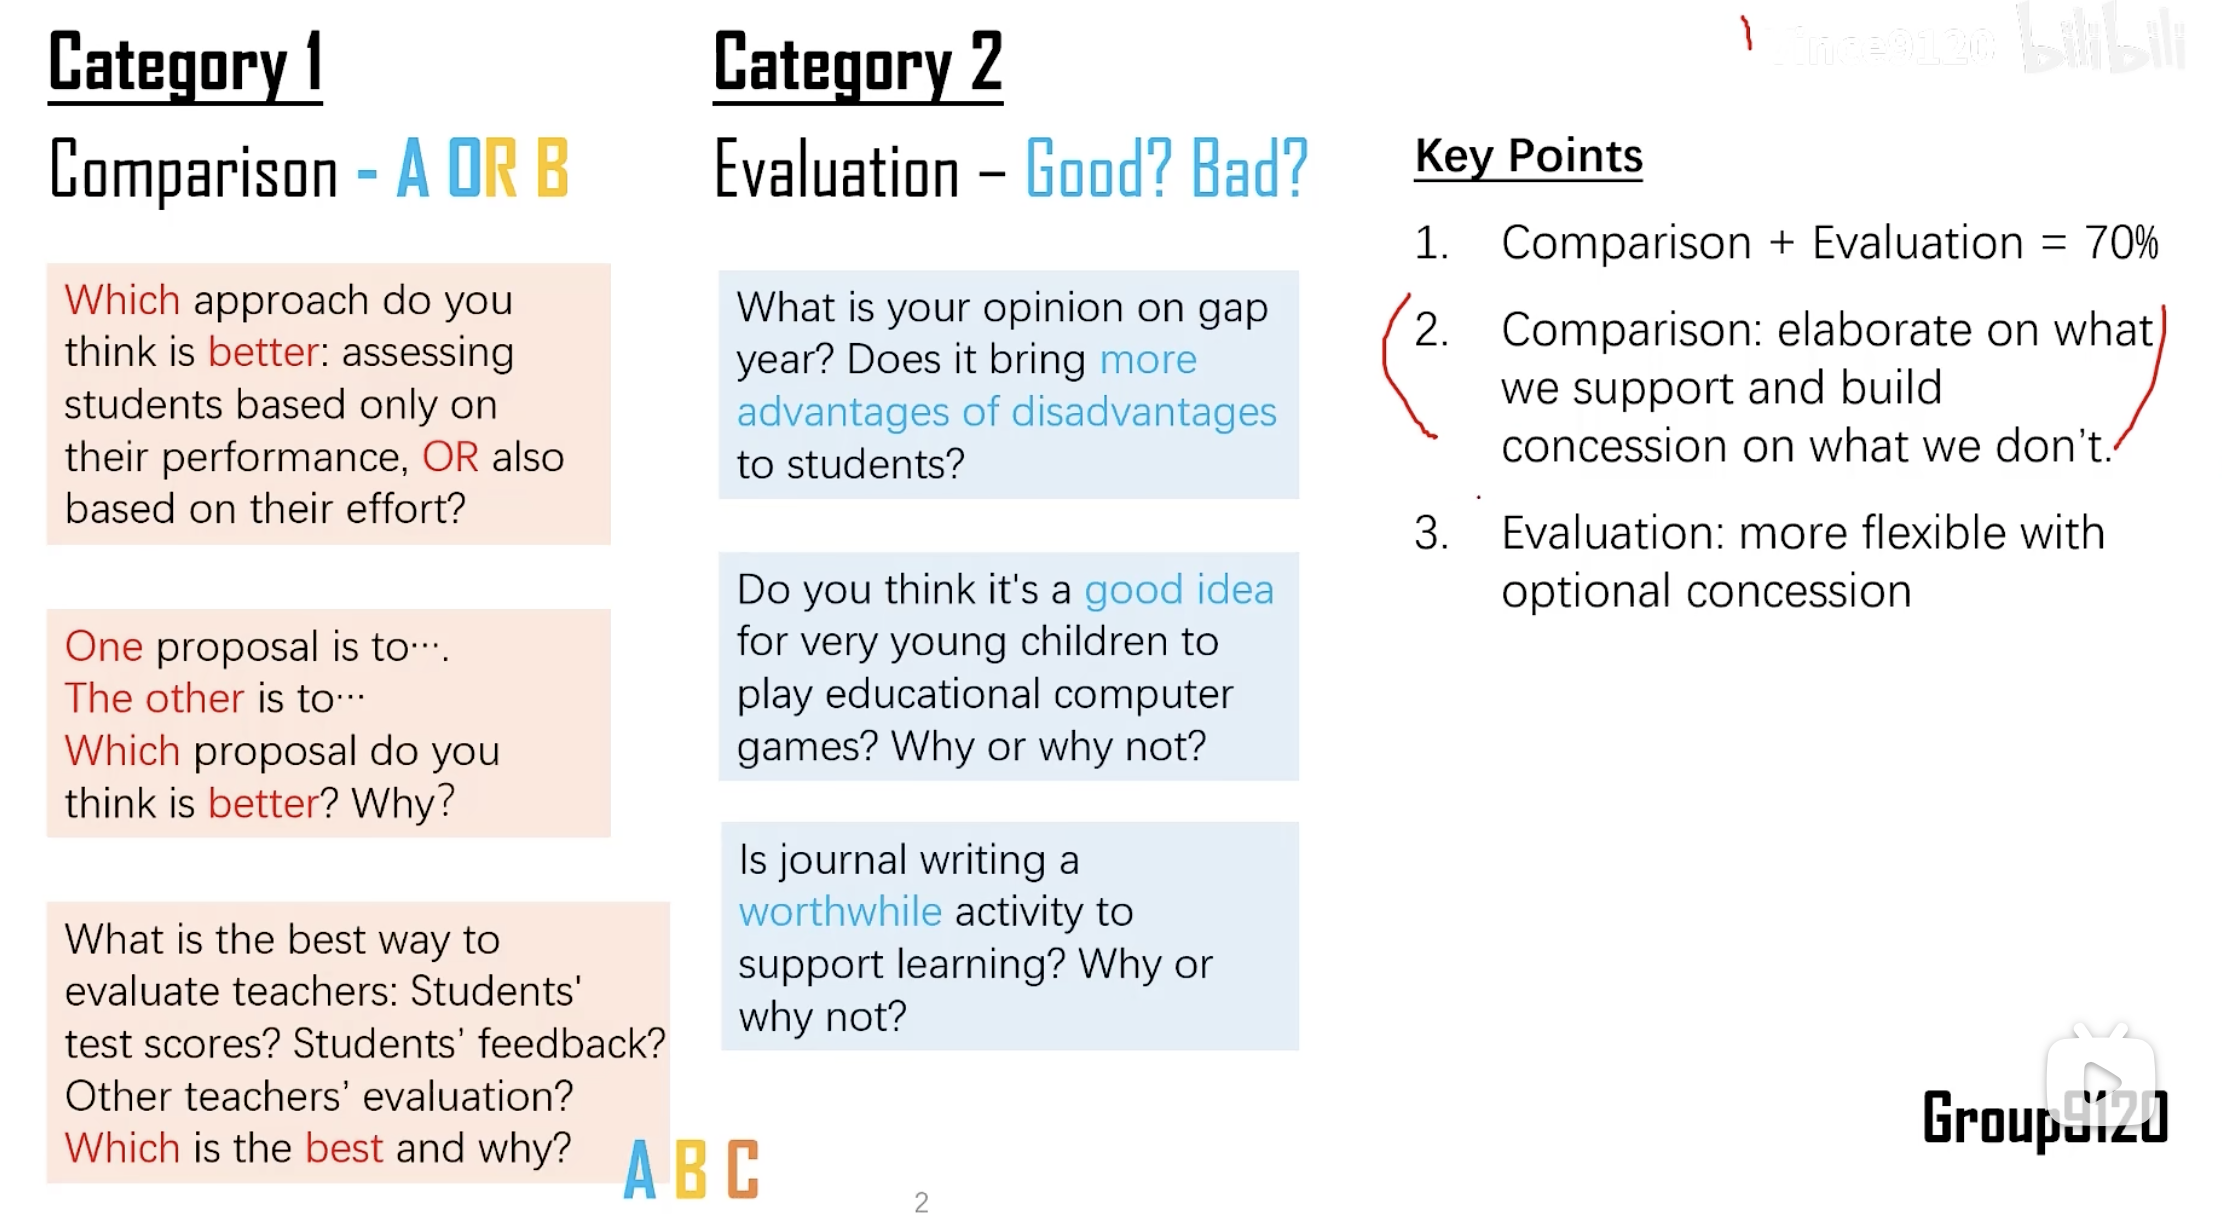 Category 1
Comparison - A OR B
Which approach do you
think is better: assessing
students based only on
their performance, OR also
based on their effort?
One proposal is to….
The other is to…
Which proposal do you
think is better? Why?
What is the best way to
evaluate teachers: Students'
test scores? Students’ feedback?
Other teachers’ evaluation?
Which is the best and why?
A B C
Category 2
Evaluation – Good? Bad?
What is your opinion on gap
year? Does it bring more
advantages of disadvantages
to students?
Do you think it's a good idea
for very young children to
play educational computer
games? Why or why not?
Is journal writing a
worthwhile activity to
support learning? Why or
why not?
bilibili
Key Points
1. Comparison + Evaluation = 70%
2. Comparison: elaborate on what
we support and build
concession on what we don’t.
3. Evaluation: more flexible with
optional concession
Group9120
2